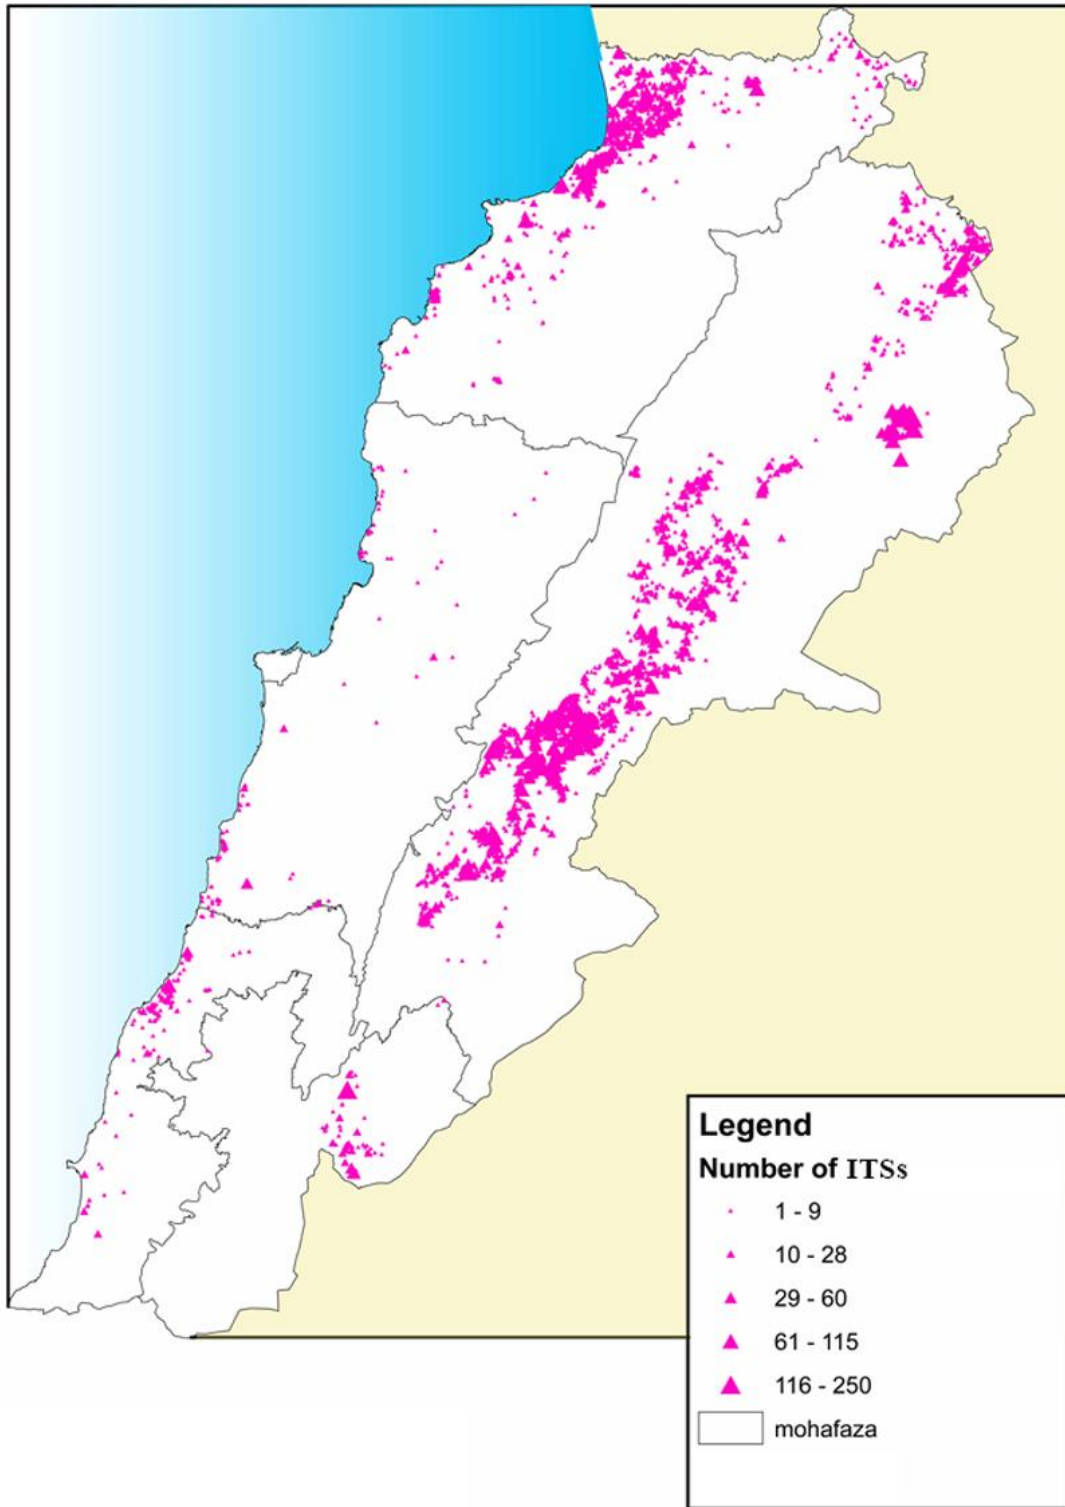 Legend
Number of ITSs
1 - 9
10 - 28
29 - 60
61 - 115
116 - 250
mohafaza